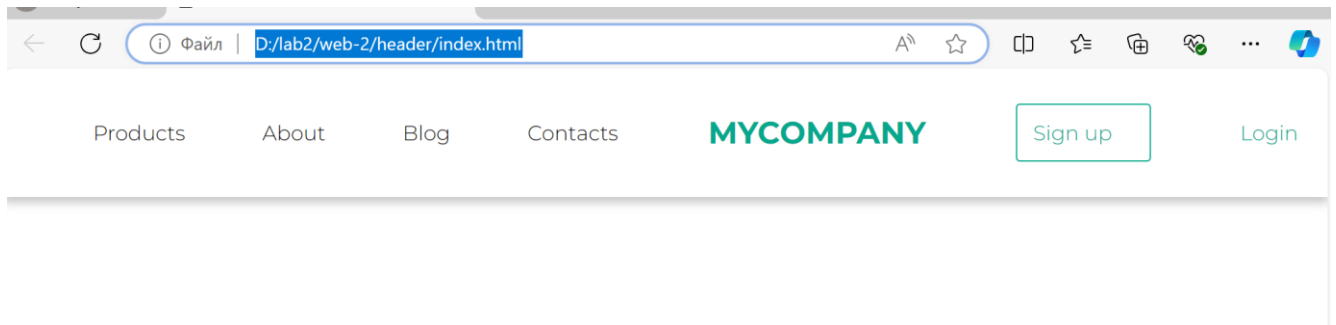 Файл | D:/lab2/web-2/header/index.html
Products About Blog Contacts MYCOMPANY Sign up Login